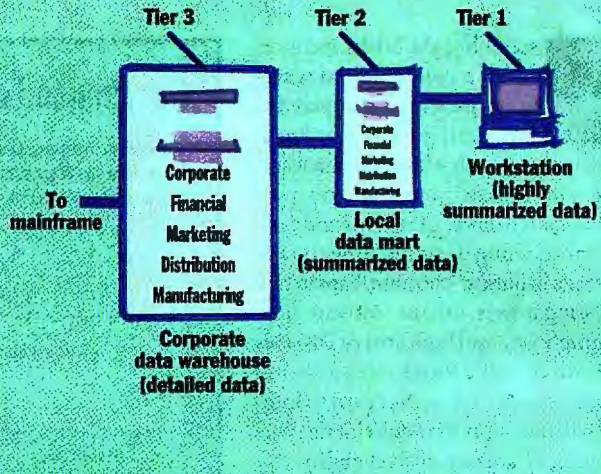 Tier 3
Tier 2
Tier 1
To
mainframe
Corporate
Financial
Marketing
Distribution
Manufacturing
Corporate
data warehouse
(detailed data)
Corporate
Financial
Marketing
Distribution
Manufacturing
Local
data mart
(summarized data)
Workstation
(highly
summarized data)